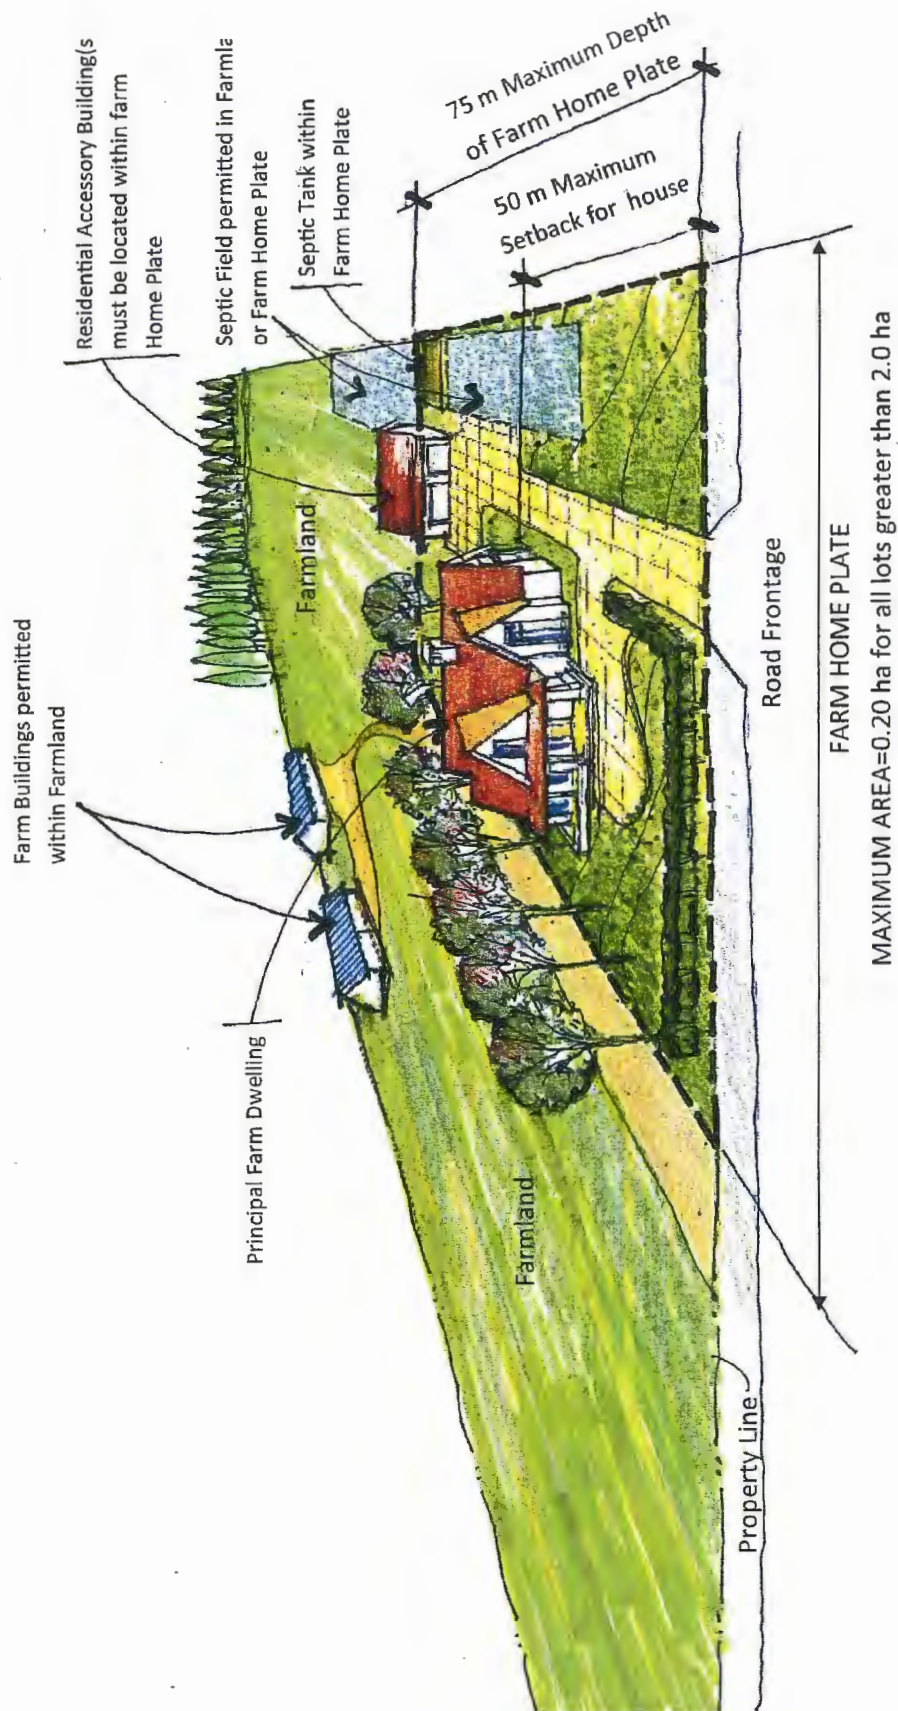 Farm Buildings permitted
within Farmland
Residential Accessory Building(s
must be located within farm
Home Plate
Septic Field permitted in Farmla
or Farm Home Plate
Septic Tank within
Farm Home Plate
Principal Farm Dwelling
Farmland
Farmland
75 m Maximum Depth
of Farm Home Plate
50 m Maximum
Setback for house
Property Line
Road Frontage
FARM HOME PLATE
MAXIMUM AREA=0.20 ha for all lots greater than 2.0 ha